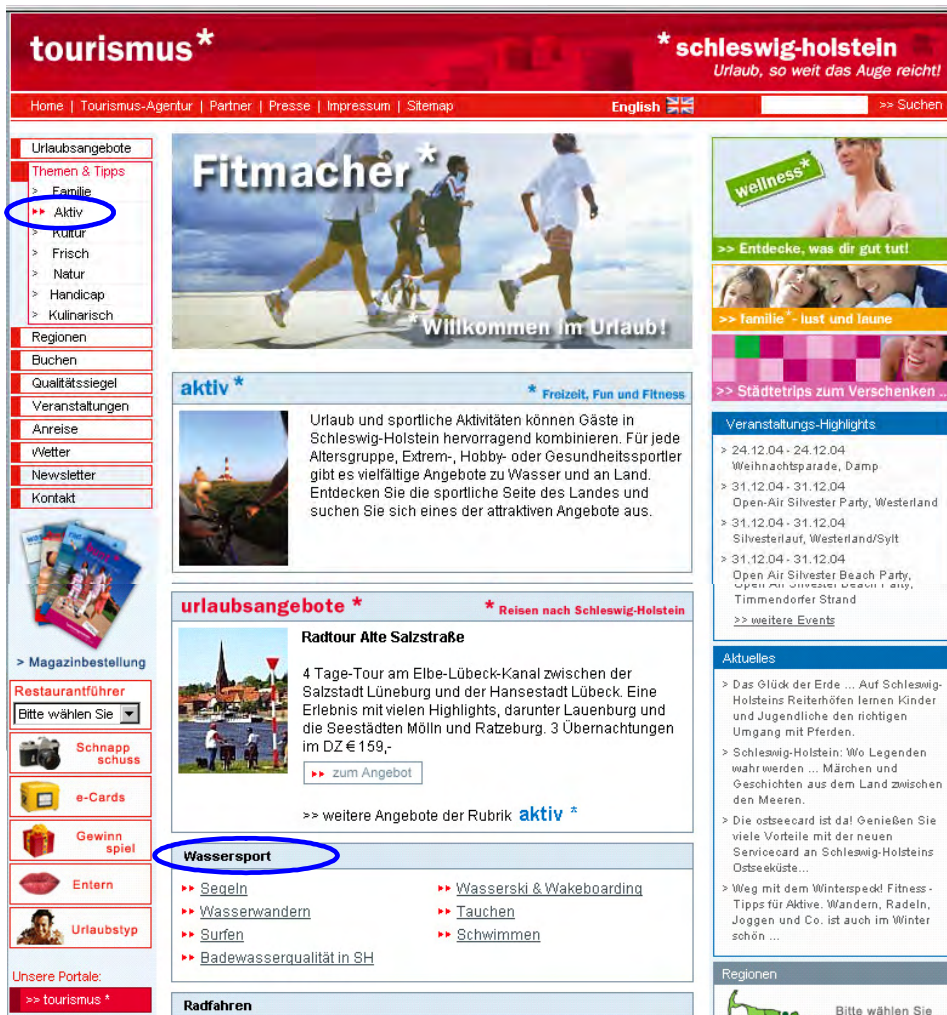 tourismus*
* schleswig-holstein
Urlaub, so weit das Auge reicht!
Home | Tourismus-Agentur | Partner | Presse | Impressum | Sitemap
English
>> Suchen
Urlaubsangebote
Themen & Tipps
> Familie
Aktiv
> Kultur
> Frisch
> Natur
> Handicap
> Kulinarisch
Regionen
Buchen
Qualitätssiegel
Veranstaltungen
Anreise
Wetter
Newsletter
Kontakt
> Magazinbestellung
Restaurantführer
Bitte wählen Sie
Schnapp
schuss
e-Cards
Gewinn
spiel
Entern
Urlaubstyp
Unsere Portale:
>> tourismus *
Fitmacher*
*Willkommen im Urlaub!
aktiv *
* Freizeit, Fun und Fitness
Urlaub und sportliche Aktivitäten können Gäste in
Schleswig-Holstein hervorragend kombinieren. Für jede
Altersgruppe, Extrem-, Hobby- oder Gesundheitssportler
gibt es vielfältige Angebote zu Wasser und an Land.
Entdecken Sie die sportliche Seite des Landes und
suchen Sie sich eines der attraktiven Angebote aus.
urlaubsangebote *
* Reisen nach Schleswig-Holstein
Radtour Alte Salzstraße
4 Tage-Tour am Elbe-Lübeck-Kanal zwischen der
Salzstadt Lüneburg und der Hansestadt Lübeck. Eine
Erlebnis mit vielen Highlights, darunter Lauenburg und
die Seestädten Mölln und Ratzeburg. 3 Übernachtungen
im DZ € 159,-
zum Angebot
>> weitere Angebote der Rubrik aktiv *
Wassersport
Segeln
Wasserwandern
Surfen
Badewasserqualität in SH
Wasserski & Wakeboarding
Tauchen
Schwimmen
Radfahren
wellness*
>> Entdecke, was dir gut tut!
>> familie*- lust und laune
>> Städtetrips zum Verschenken ..
Veranstaltungs-Highlights
> 24.12.04 - 24.12.04
Weihnachtsparade, Damp
> 31.12.04 - 31.12.04
Open-Air Silvester Party, Westerland
> 31.12.04 - 31.12.04
Silvesterlauf, Westerland/Sylt
> 31.12.04 - 31.12.04
Open Air Silvester Beach Party,
Open Air Silvester Beach Party,
Timmendorfer Strand
>> weitere Events
Aktuelles
> Das Glück der Erde ... Auf Schleswig-
Holsteins Reiterhöfen lernen Kinder
und Jugendliche den richtigen
Umgang mit Pferden.
> Schleswig-Holstein: Wo Legenden
wahr werden ... Märchen und
Geschichten aus dem Land zwischen
den Meeren.
> Die ostseecard ist da! Genießen Sie
viele Vorteile mit der neuen
Servicecard an Schleswig-Holsteins
Ostseeküste...
> Weg mit dem Winterspeck! Fitness -
Tipps für Aktive. Wandern, Radeln,
Joggen und Co. ist auch im Winter
schön ...
Regionen
Bitte wählen Sie